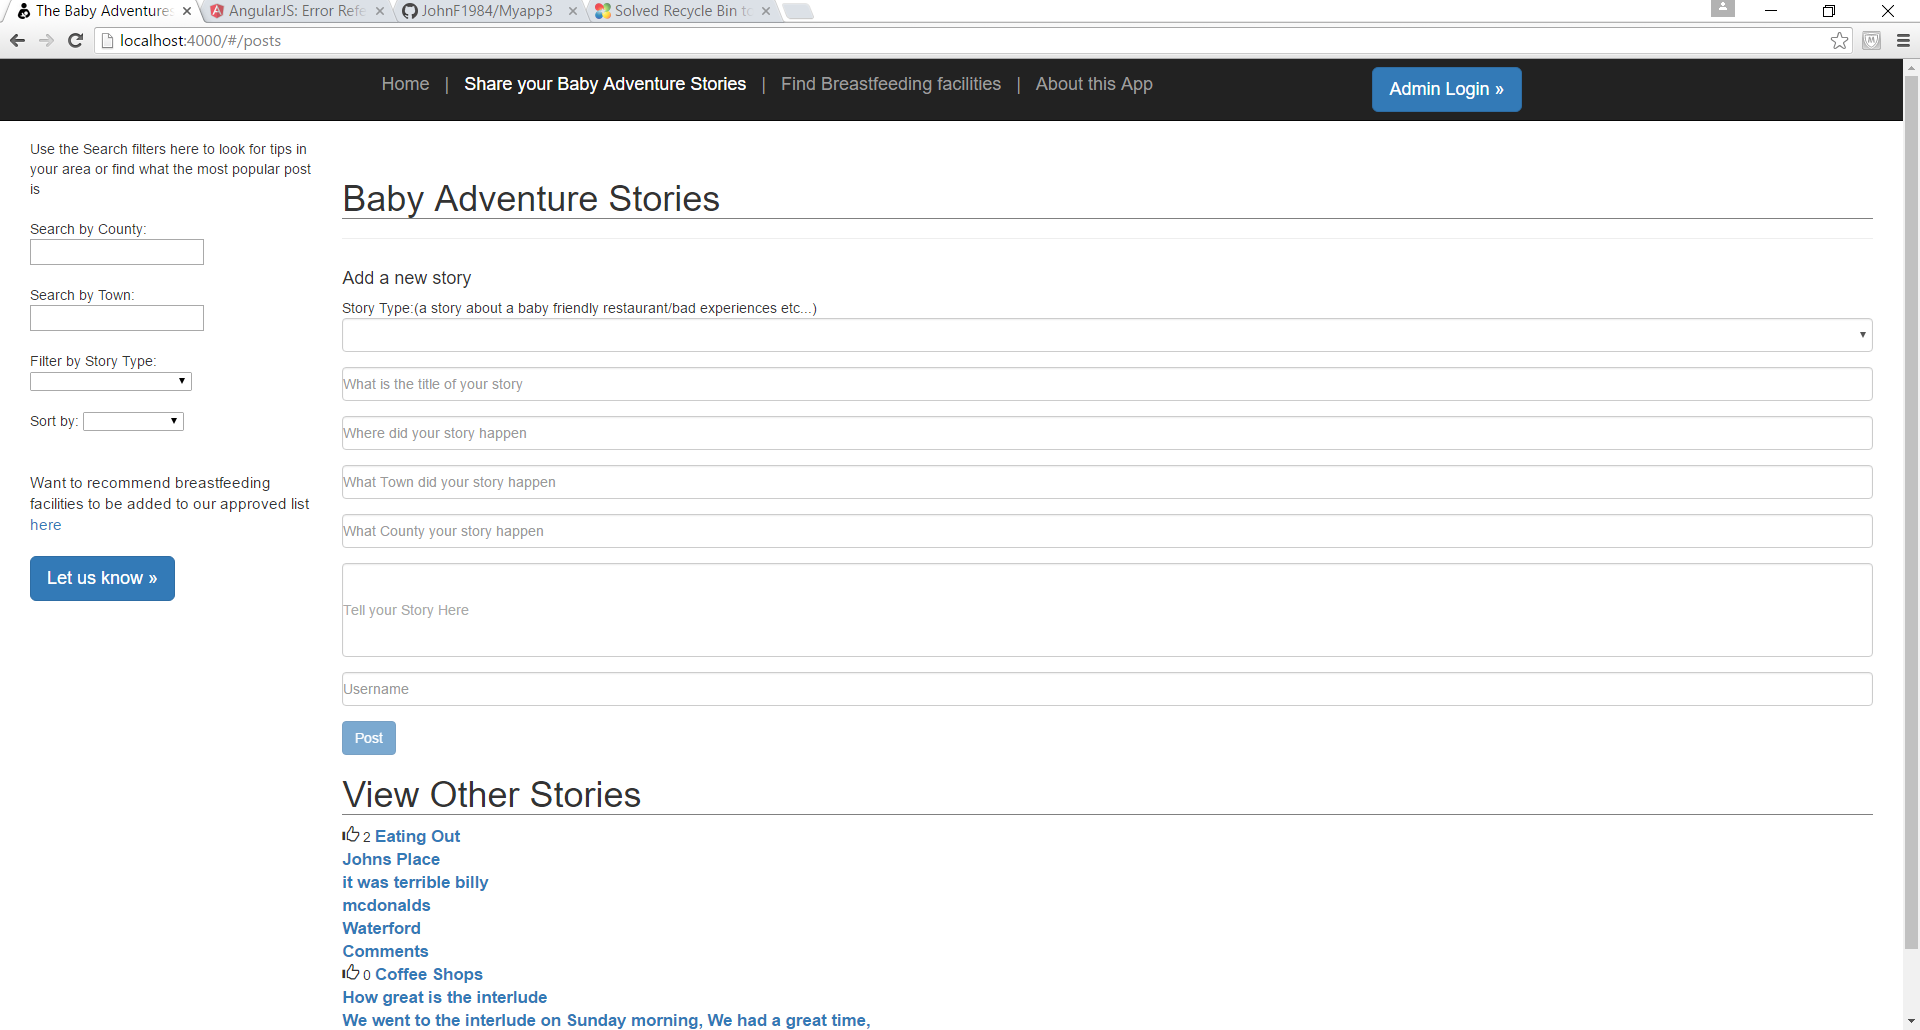 The Baby Adventures
AngularJS: Error Refe
JohnF1984/Myapp3
Solved Recycle Bin to
localhost:4000/#/posts
Home | Share your Baby Adventure Stories | Find Breastfeeding facilities | About this App
Admin Login »
Use the Search filters here to look for tips in
your area or find what the most popular post
is
Search by County:
Search by Town:
Filter by Story Type:
Sort by:
Want to recommend breastfeeding
facilities to be added to our approved list
here
Let us know »
Baby Adventure Stories
Add a new story
Story Type:(a story about a baby friendly restaurant/bad experiences etc...)
What is the title of your story
Where did your story happen
What Town did your story happen
What County your story happen
Tell your Story Here
Username
Post
View Other Stories
2 Eating Out
Johns Place
it was terrible billy
mcdonalds
Waterford
Comments
0 Coffee Shops
How great is the interlude
We went to the interlude on Sunday morning, We had a great time,